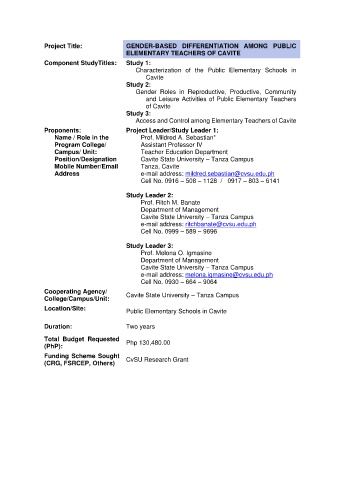 Project Title: GENDER-BASED DIFFERENTIATION AMONG PUBLIC
ELEMENTARY TEACHERS OF CAVITE
Component StudyTitles: Study 1:
Characterization of the Public Elementary Schools in
Cavite
Study 2:
Gender Roles in Reproductive, Productive, Community
and Leisure Activities of Public Elementary Teachers
of Cavite
Study 3:
Access and Control among Elementary Teachers of Cavite
Proponents: Project Leader/Study Leader 1:
Name / Role in the Prof. Mildred A. Sebastian*
Program College/ Assistant Professor IV
Campus/ Unit: Teacher Education Department
Position/Designation Cavite State University – Tanza Campus
Mobile Number/Email Tanza, Cavite
Address e-mail address: mildred.sebastian@cvsu.edu.ph
Cell No. 0916 – 508 – 1128 / 0917 – 803 – 6141
Study Leader 2:
Prof. Ritch M. Banate
Department of Management
Cavite State University – Tanza Campus
e-mail address: ritchbanate@cvsu.edu.ph
Cell No. 0999 – 589 – 9696
Study Leader 3:
Prof. Melona O. Igmasine
Department of Management
Cavite State University – Tanza Campus
e-mail address: melona.igmasine@cvsu.edu.ph
Cell No. 0930 – 664 – 9064
Cooperating Agency/
College/Campus/Unit: Cavite State University – Tanza Campus
Location/Site: Public Elementary Schools in Cavite
Duration: Two years
Total Budget Requested
(PhP): Php 130,480.00
Funding Scheme Sought
(CRG, FSRCEP, Others) CvSU Research Grant